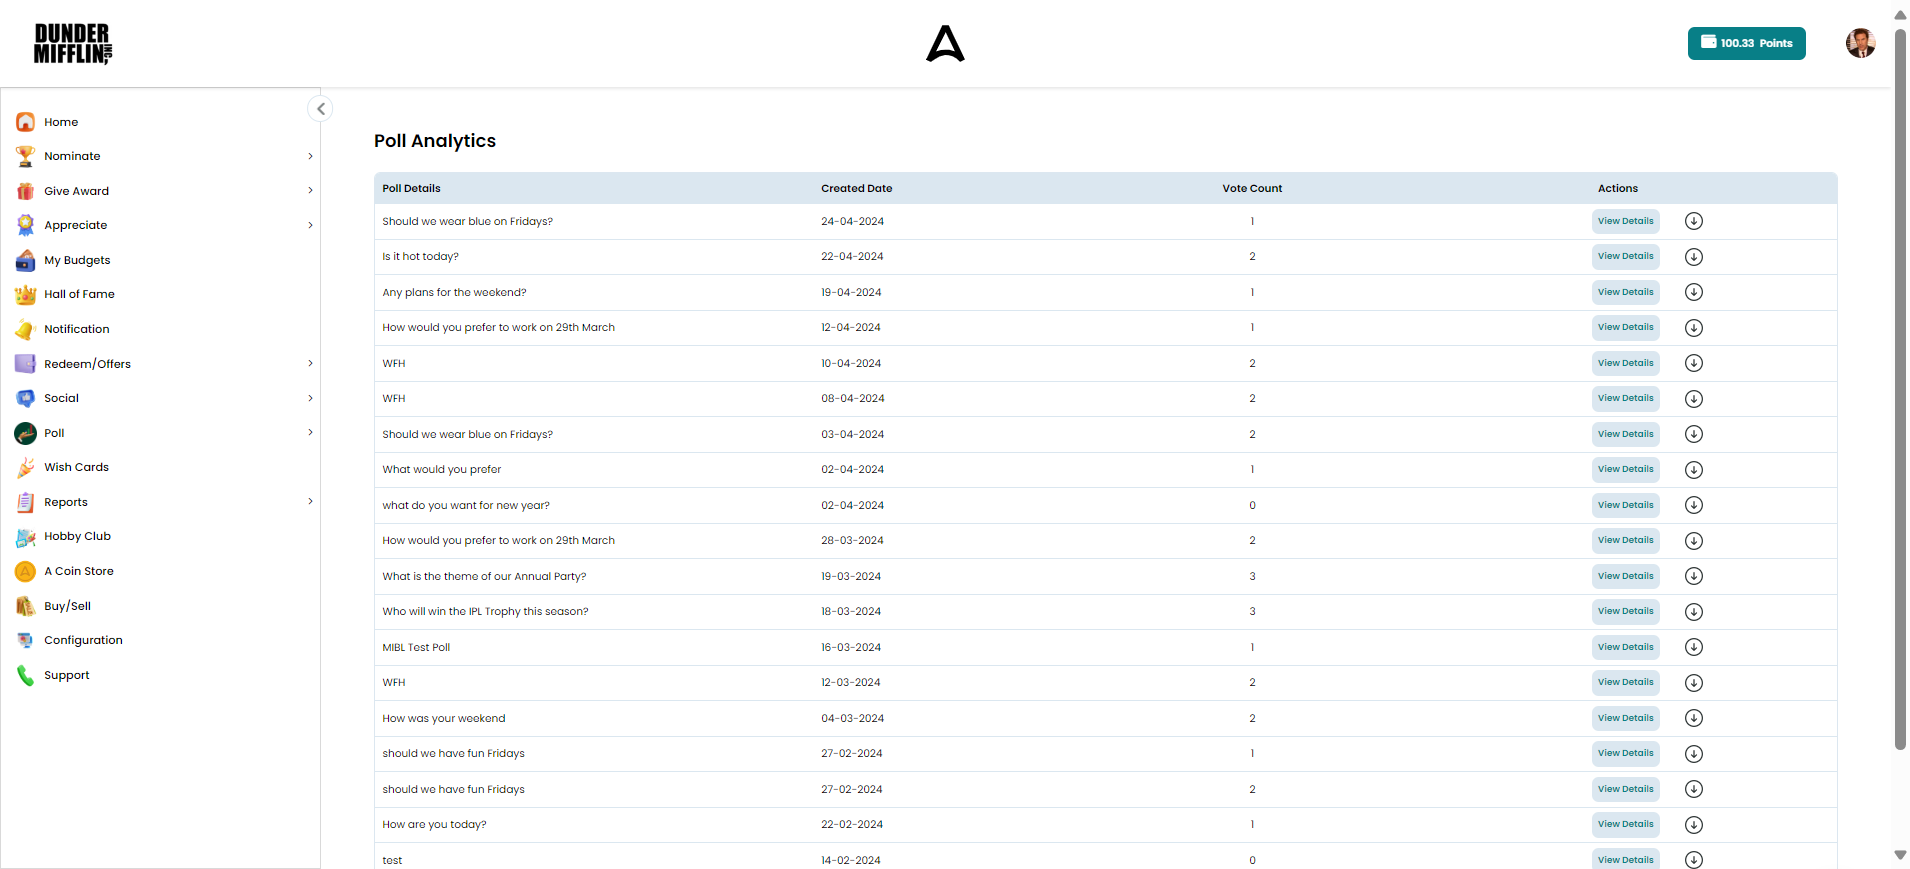 DUNDER
MIFFLIN, INC
100.33 Points
Home
Nominate
Give Award
Appreciate
My Budgets
Hall of Fame
Notification
Redeem/Offers
Social
Poll
Wish Cards
Reports
Hobby Club
A Coin Store
Buy/Sell
Configuration
Support
Poll Analytics
Poll Details Created Date Vote Count Actions
Should we wear blue on Fridays? 24-04-2024 1 View Details
Is it hot today? 22-04-2024 2 View Details
Any plans for the weekend? 19-04-2024 1 View Details
How would you prefer to work on 29th March 12-04-2024 1 View Details
WFH 10-04-2024 2 View Details
WFH 08-04-2024 2 View Details
Should we wear blue on Fridays? 03-04-2024 2 View Details
What would you prefer 02-04-2024 1 View Details
what do you want for new year? 02-04-2024 0 View Details
How would you prefer to work on 29th March 28-03-2024 2 View Details
What is the theme of our Annual Party? 19-03-2024 3 View Details
Who will win the IPL Trophy this season? 18-03-2024 3 View Details
MIBL Test Poll 16-03-2024 1 View Details
WFH 12-03-2024 2 View Details
How was your weekend 04-03-2024 2 View Details
should we have fun Fridays 27-02-2024 1 View Details
should we have fun Fridays 27-02-2024 2 View Details
How are you today? 22-02-2024 1 View Details
test 14-02-2024 0 View Details